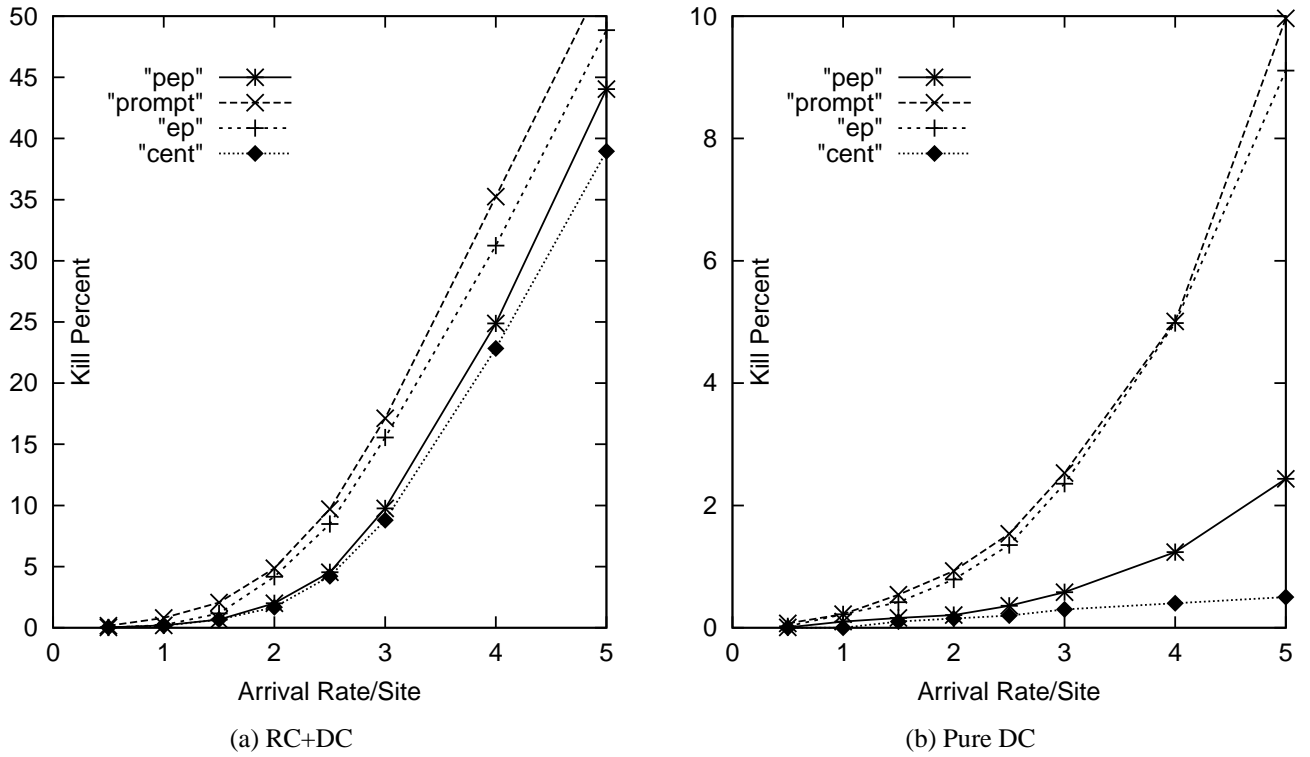 50
45
40
35
30
25
20
15
10
5
0
0 1 2 3 4 5
Kill Percent
Arrival Rate/Site
"pep"
"prompt"
"ep"
"cent"
(a) RC+DC
10
8
6
4
2
0
0 1 2 3 4 5
Kill Percent
Arrival Rate/Site
"pep"
"prompt"
"ep"
"cent"
(b) Pure DC